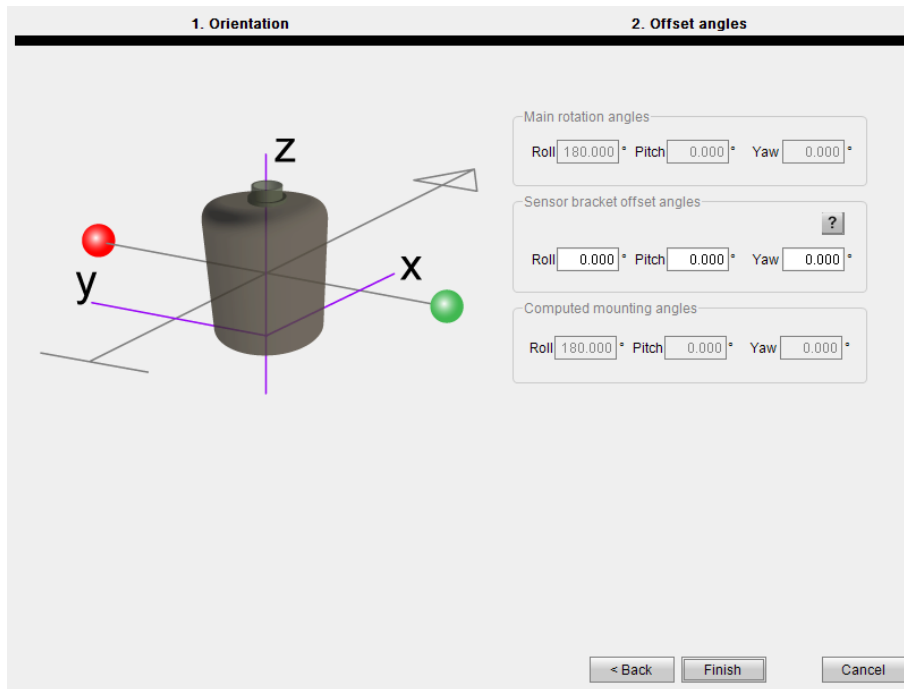 1. Orientation
2. Offset angles
z
y
x
Main rotation angles
Roll 180.000 ° Pitch 0.000 ° Yaw 0.000 °
Sensor bracket offset angles
?
Roll 0.000 ° Pitch 0.000 ° Yaw 0.000 °
Computed mounting angles
Roll 180.000 ° Pitch 0.000 ° Yaw 0.000 °
< Back
Finish
Cancel